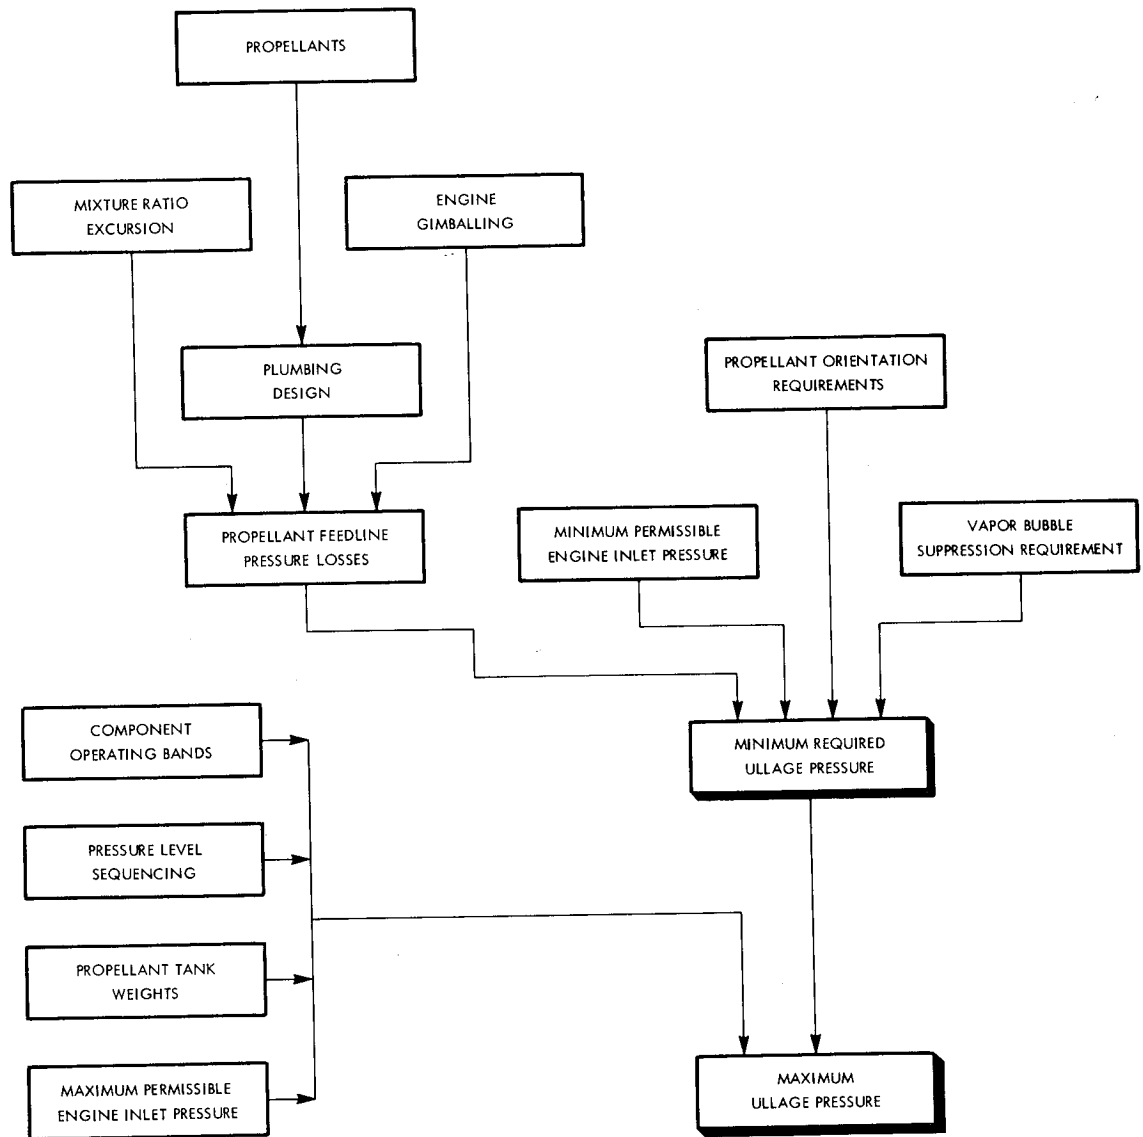 PROPELLANTS
MIXTURE RATIO
EXCURSION
ENGINE
GIMBALLING
PLUMBING
DESIGN
PROPELLANT ORIENTATION
REQUIREMENTS
PROPELLANT FEEDLINE
PRESSURE LOSSES
MINIMUM PERMISSIBLE
ENGINE INLET PRESSURE
VAPOR BUBBLE
SUPPRESSION REQUIREMENT
COMPONENT
OPERATING BANDS
MINIMUM REQUIRED
ULLAGE PRESSURE
PRESSURE LEVEL
SEQUENCING
PROPELLANT TANK
WEIGHTS
MAXIMUM PERMISSIBLE
ENGINE INLET PRESSURE
MAXIMUM
ULLAGE PRESSURE